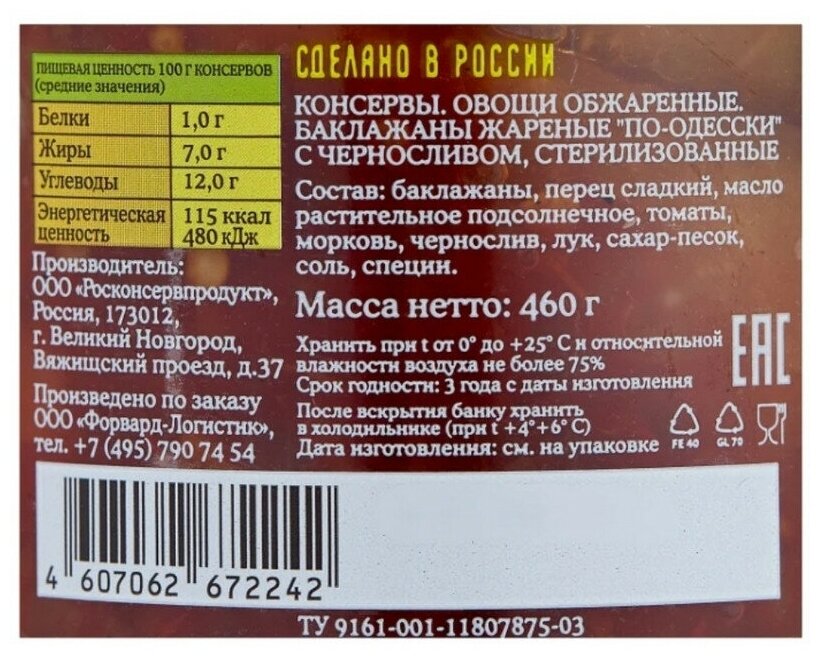 ПИЩЕВАЯ ЦЕННОСТЬ 100 Г КОНСЕРВОВ
(средние значения)
Белки 1,0 г
Жиры 7,0 г
Углеводы 12,0 г
Энергетическая ценность 115 ккал
480 кДж
Производитель:
ООО «Росконсервпродукт»,
Россия, 173012,
г. Великий Новгород,
Вяжищский проезд, д.37
Произведено по заказу
ООО «Форвард-Логистик»,
тел. +7 (495) 790 74 54
СДЕЛАНО В РОССИИ
КОНСЕРВЫ. ОВОЩИ ОБЖАРЕННЫЕ.
БАКЛАЖАНЫ ЖАРЕНЫЕ "ПО-ОДЕССКИ"
С ЧЕРНОСЛИВОМ, СТЕРИЛИЗОВАННЫЕ
Состав: баклажаны, перец сладкий, масло
растительное подсолнечное, томаты,
морковь, чернослив, лук, сахар-песок,
соль, специи.
Масса нетто: 460 г
Хранить при t от 0° до +25° С и относительной
влажности воздуха не более 75%
Срок годности: 3 года с даты изготовления
После вскрытия банку хранить
в холодильнике (при t +4°+6° С)
Дата изготовления: см. на упаковке
EAC
FE 40
GL 70
4 607062 672242
ТУ 9161-001-11807875-03